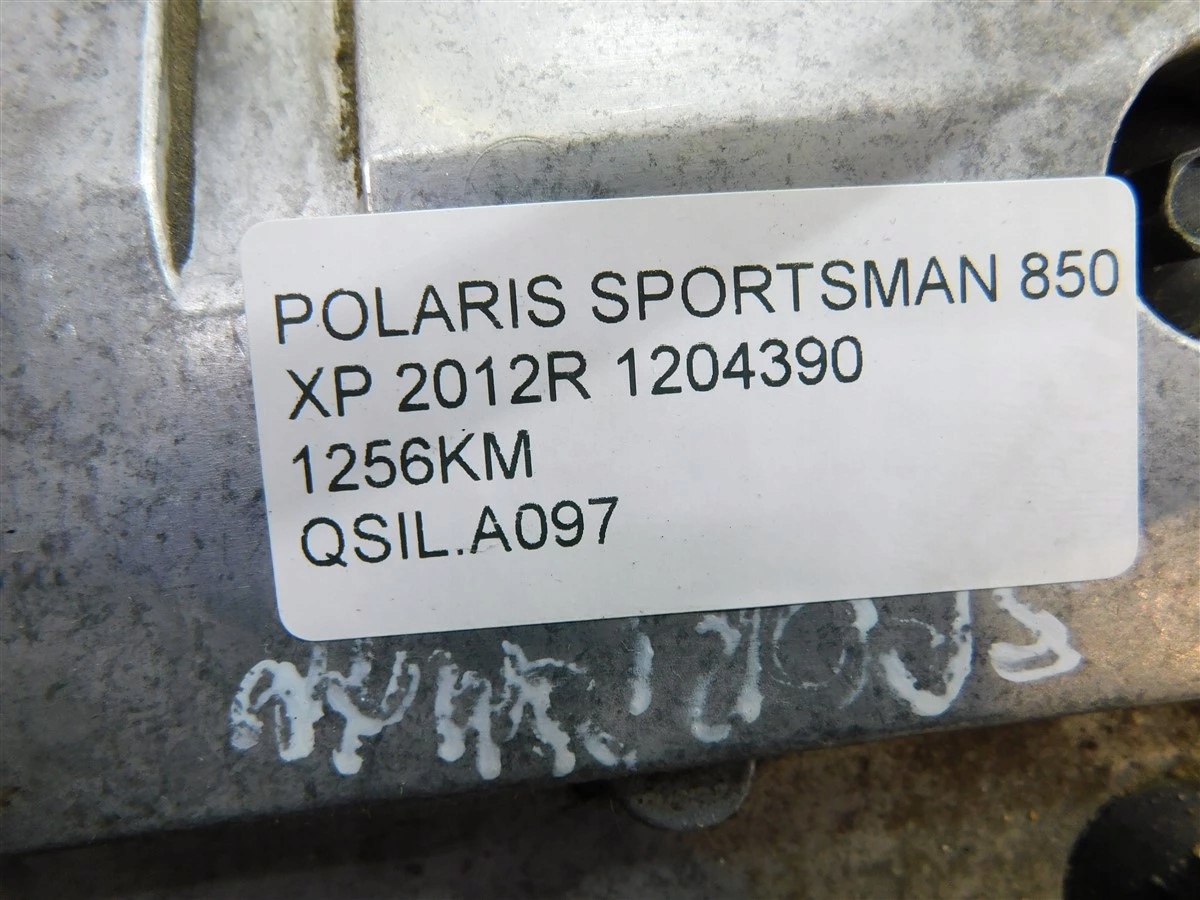 POLARIS SPORTSMAN 850
XP 2012R 1204390
1256KM
QSIL.A097